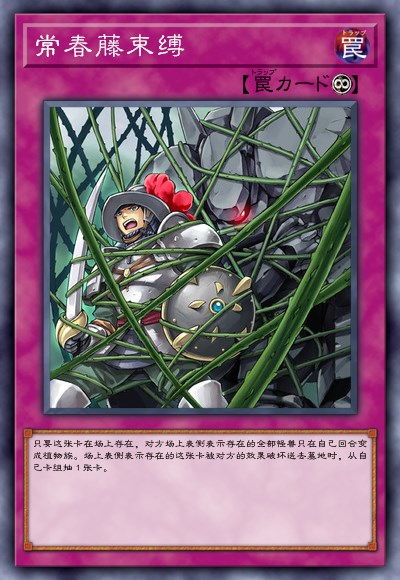 常春藤束缚
罠
トラップ
【罠カード】
トラップ
只要这张卡在场上存在，对方场上表侧表示存在的全部怪兽只在自己回合变
成植物族。场上表侧表示存在的这张卡被对方的效果破坏送去墓地时，从自
己卡组抽１张卡。